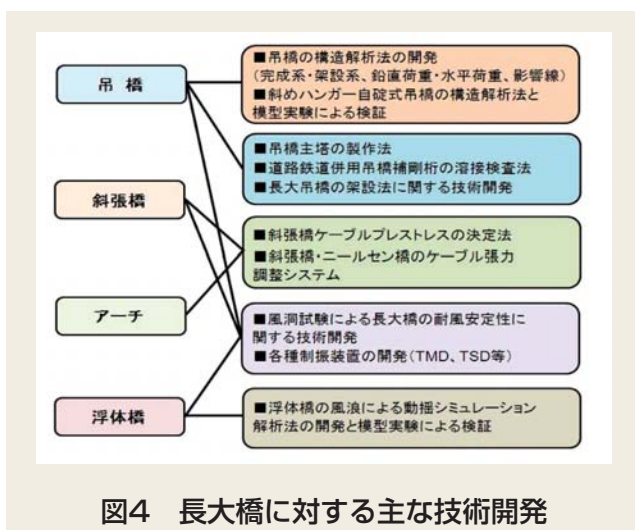 吊 橋
斜張橋
アーチ
浮体橋
■吊橋の構造解析法の開発
(完成系・架設系、鉛直荷重・水平荷重、影響線)
■斜めハンガー自碇式吊橋の構造解析法と
模型実験による検証
■吊橋主塔の製作法
■道路鉄道併用吊橋補剛桁の溶接検査法
■長大吊橋の架設法に関する技術開発
■斜張橋ケーブルプレストレスの決定法
■斜張橋・ニールセン橋のケーブル張力
調整システム
■風洞試験による長大橋の耐風安定性に
関する技術開発
■各種制振装置の開発(TMD、TSD等)
■浮体橋の風浪による動揺シミュレーション
解析法の開発と模型実験による検証
図4 長大橋に対する主な技術開発